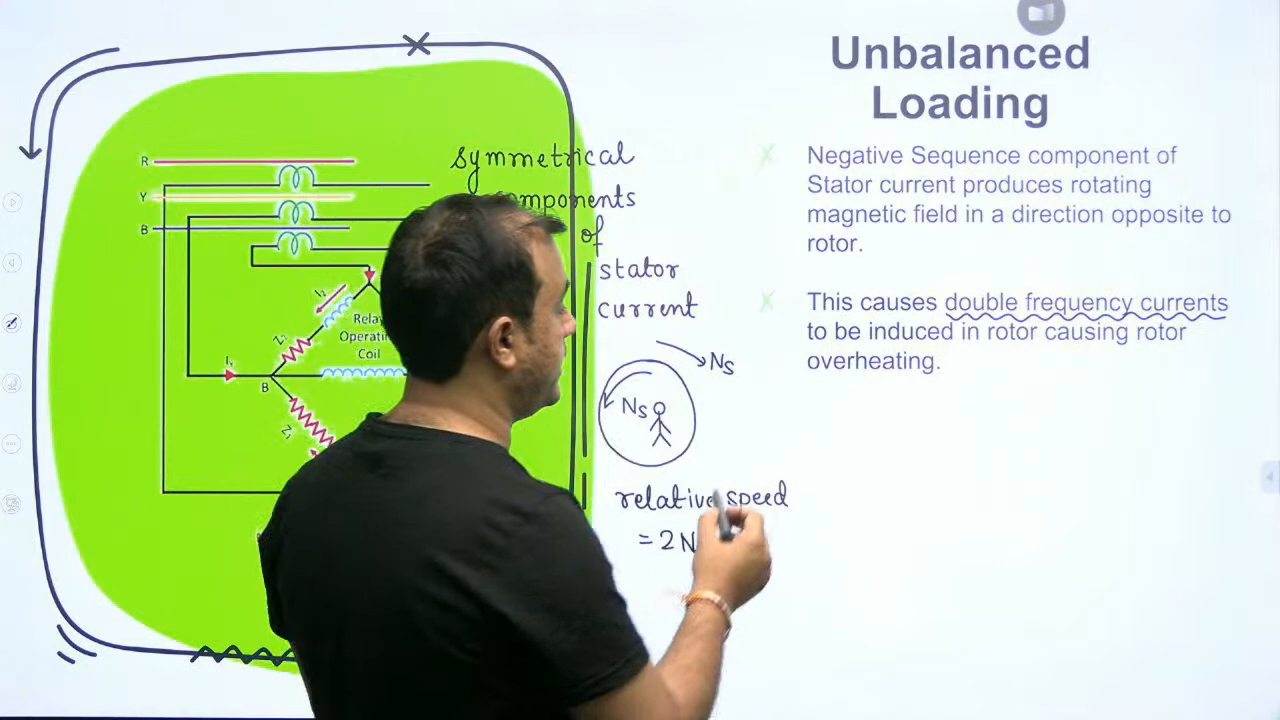 Unbalanced
Loading
Negative Sequence component of
Stator current produces rotating
magnetic field in a direction opposite to
rotor.
This causes double frequency currents
to be induced in rotor causing rotor
overheating.
R
Y
B
symmetrical
of
stator
current
Operating
Coil
B
Ns
Ns
relative speed
= 2N